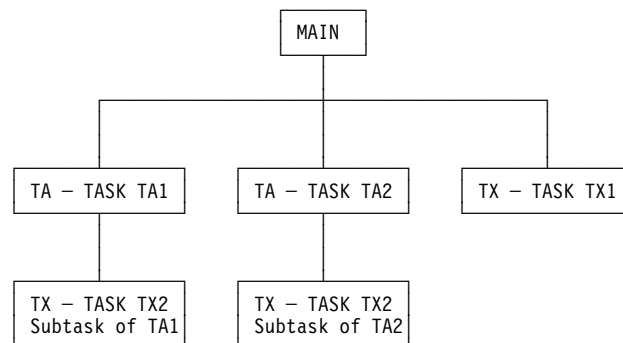 MAIN
TA — TASK TA1
TA — TASK TA2
TX — TASK TX1
TX — TASK TX2
Subtask of TA1
TX — TASK TX2
Subtask of TA2